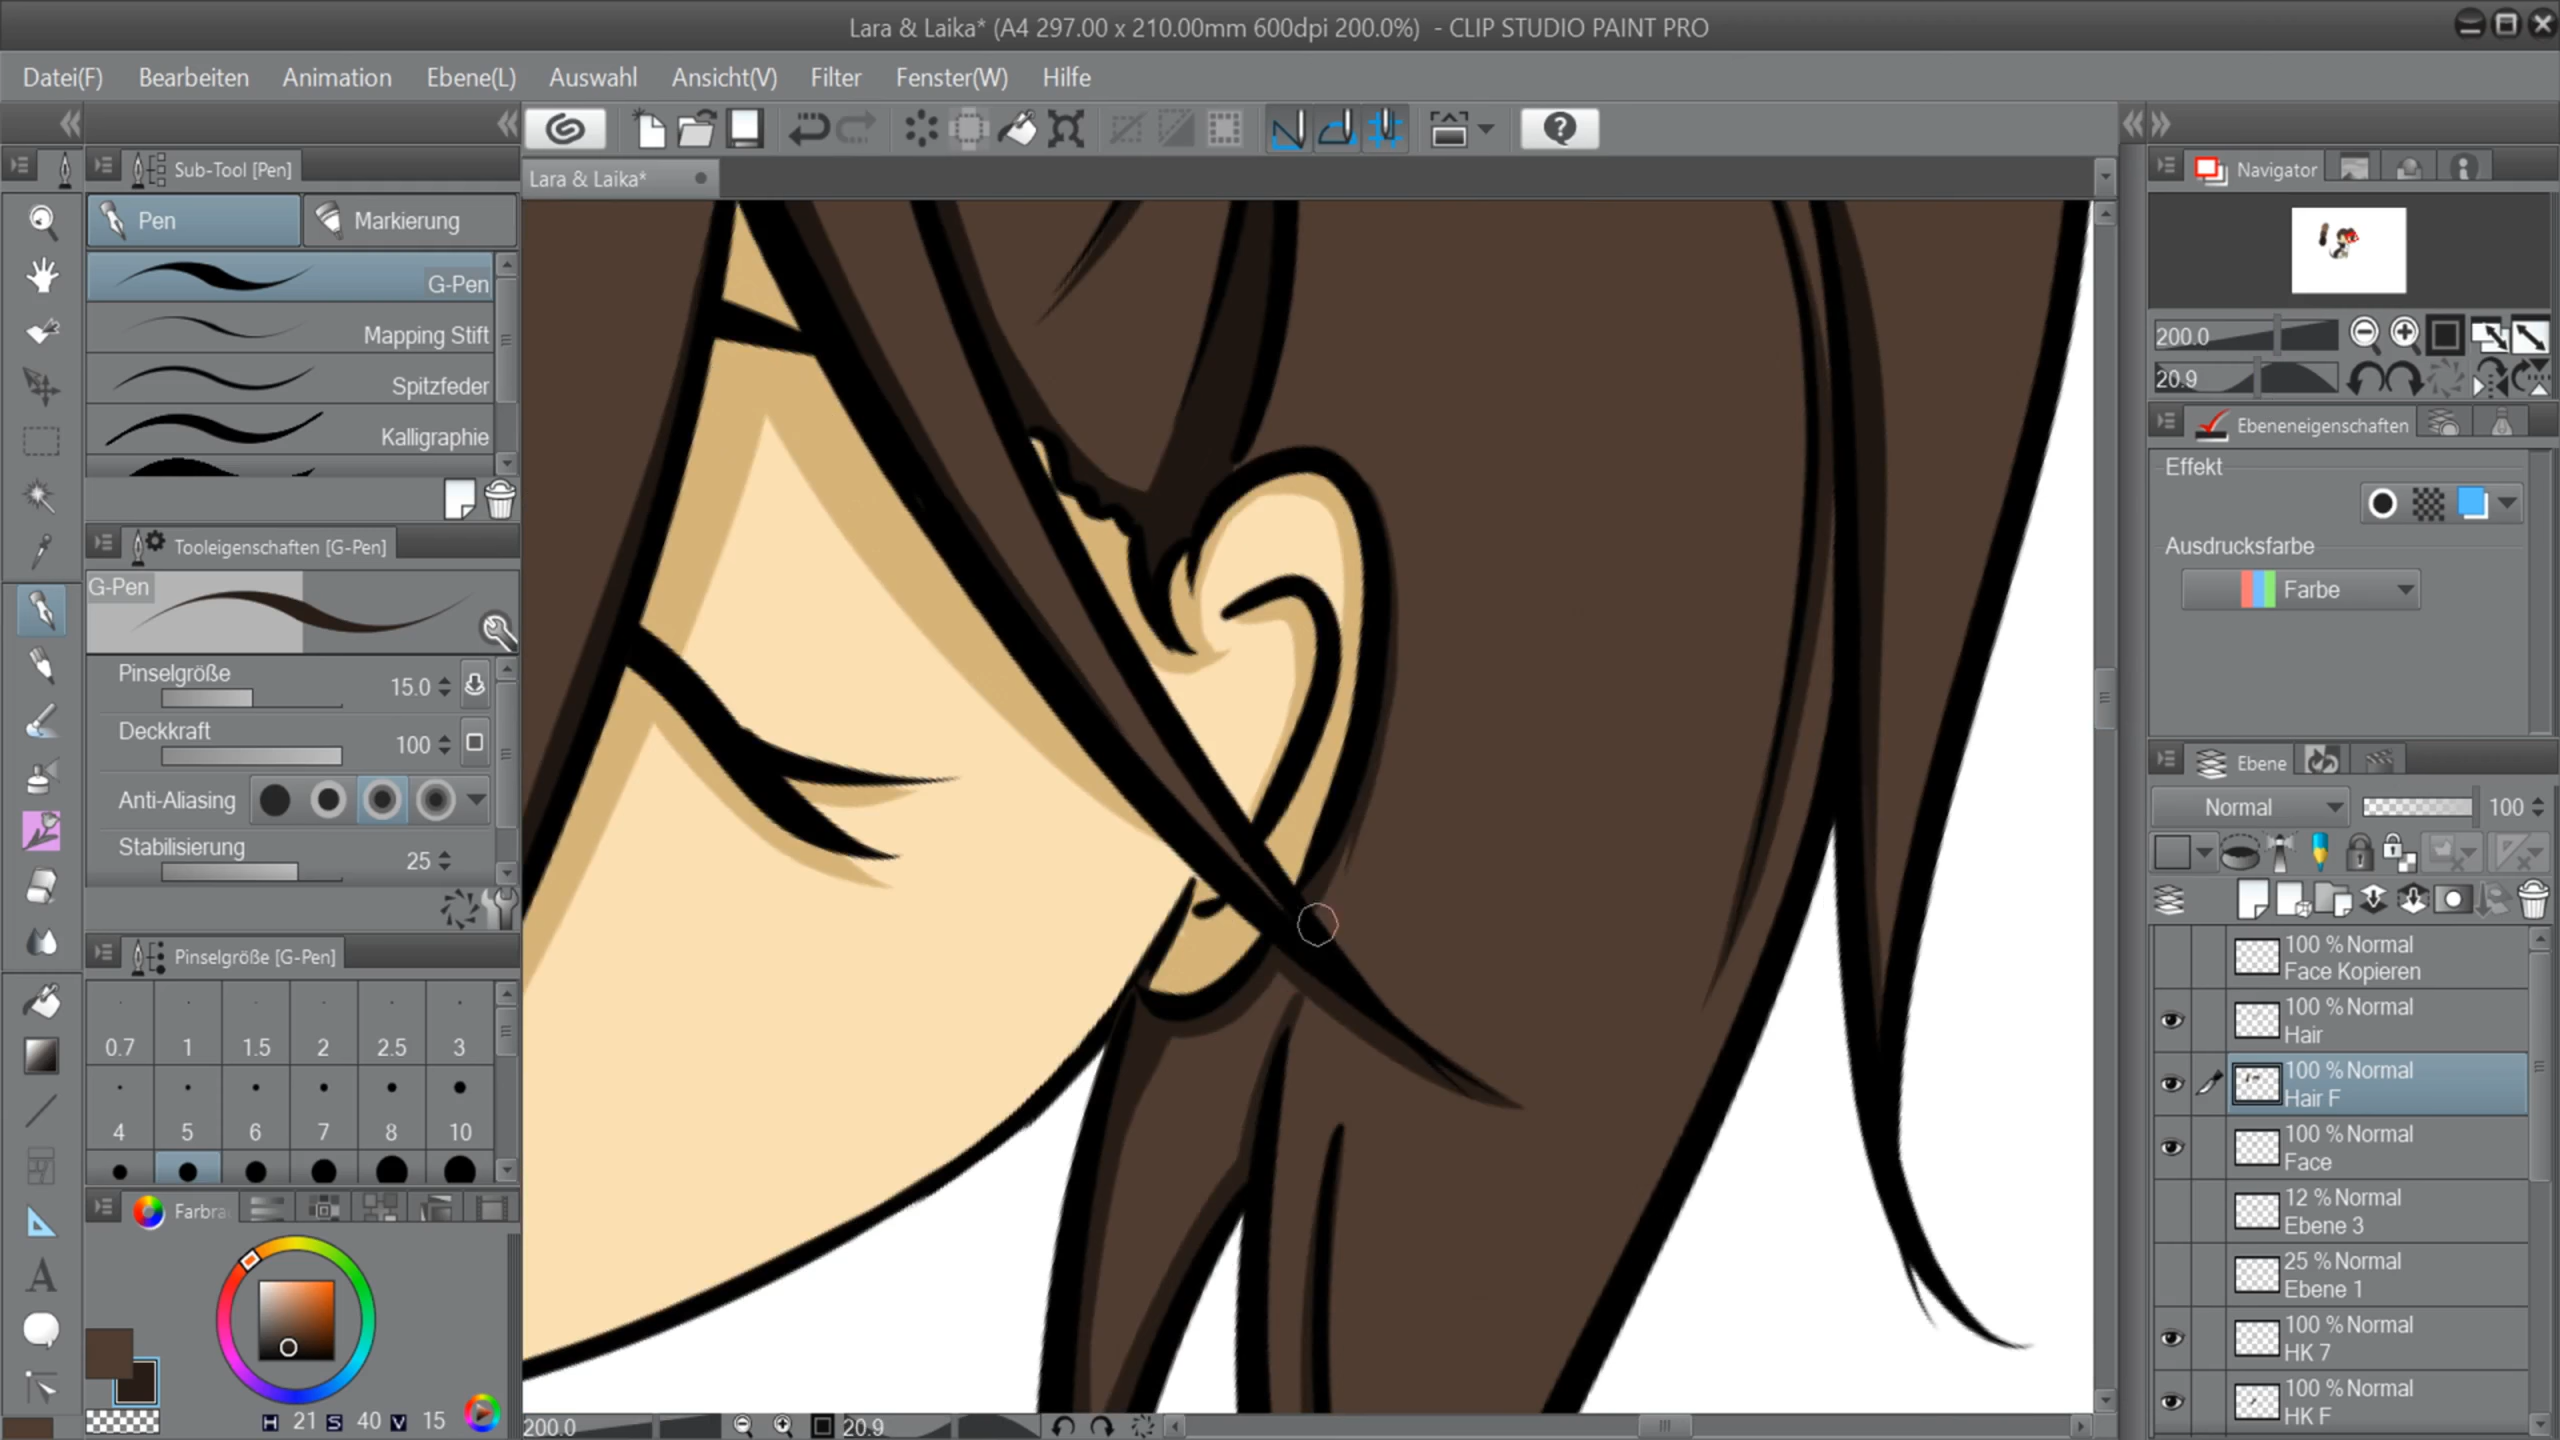 Lara & Laika* (A4 297.00 x 210.00mm 600dpi 200.0%) - CLIP STUDIO PAINT PRO
Datei(F) Bearbeiten Animation Ebene(L) Auswahl Ansicht(V) Filter Fenster(W) Hilfe
Sub-Tool [Pen]
Pen
Markierung
G-Pen
Mapping Stift
Spitzfeder
Kalligraphie
Tooleigenschaften [G-Pen]
G-Pen
Pinselgröße 15.0
Deckkraft 100
Anti-Aliasing
Stabilisierung 25
Pinselgröße [G-Pen]
0.7 1 1.5 2 2.5 3
4 5 6 7 8 10
Farbra
H 21 S 40 V 15
Lara & Laika*
200.0 20.9
Navigator
200.0
20.9
Ebeneneigenschaften
Effekt
Ausdrucksfarbe
Farbe
Ebene
Normal 100
100 % Normal
Face Kopieren
100 % Normal
Hair
100 % Normal
Hair F
100 % Normal
Face
12 % Normal
Ebene 3
25 % Normal
Ebene 1
100 % Normal
HK 7
100 % Normal
HK F